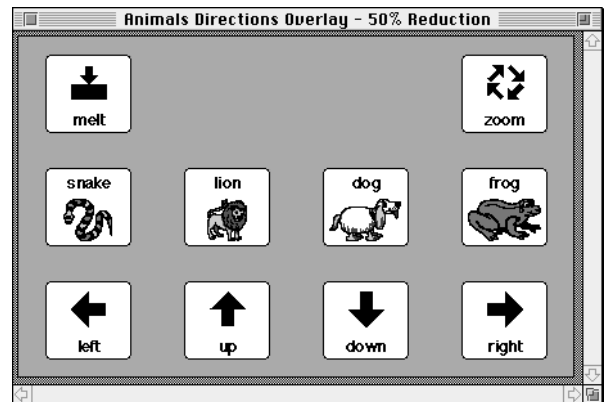 Animals Directions Overlay - 50% Reduction
melt
zoom
snake
lion
dog
frog
left
up
down
right